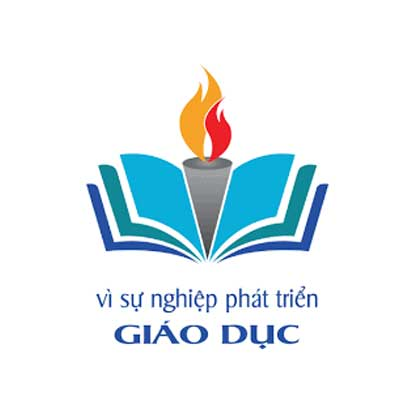 vì sự nghiệp phát triển
GIÁO DỤC